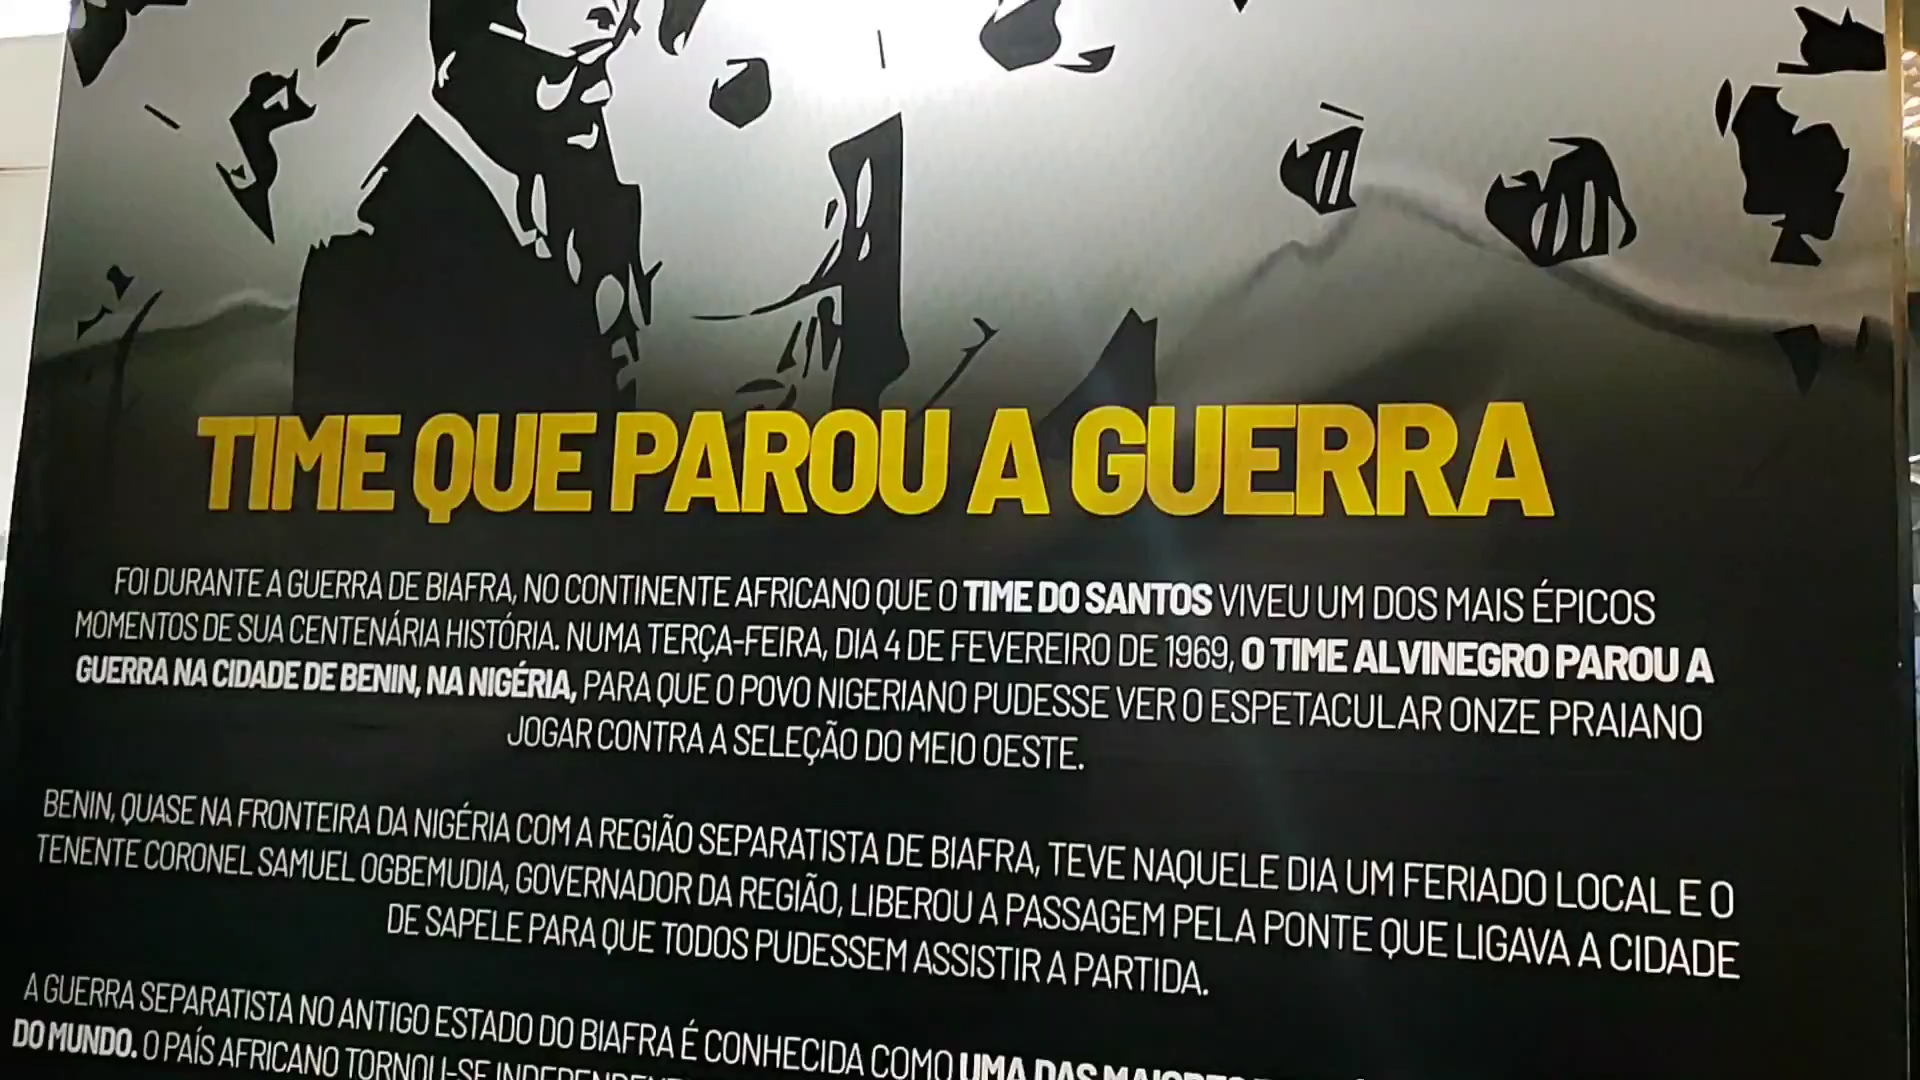 TIME QUE PAROU A GUERRA
FOI DURANTE A GUERRA DE BIAFRA, NO CONTINENTE AFRICANO QUE O TIME DO SANTOS VIVEU UM DOS MAIS ÉPICOS
MOMENTOS DE SUA CENTENÁRIA HISTÓRIA. NUMA TERÇA-FEIRA, DIA 4 DE FEVEREIRO DE 1969, O TIME ALVINEGRO PAROU A
GUERRA NA CIDADE DE BENIN, NA NIGÉRIA, PARA QUE O POVO NIGERIANO PUDESSE VER O ESPETACULAR ONZE PRAIANO
JOGAR CONTRA A SELEÇÃO DO MEIO OESTE.
BENIN, QUASE NA FRONTEIRA DA NIGÉRIA COM A REGIÃO SEPARATISTA DE BIAFRA, TEVE NAQUELE DIA UM FERIADO LOCAL E O
TENENTE CORONEL SAMUEL OGBEMUDIA, GOVERNADOR DA REGIÃO, LIBEROU A PASSAGEM PELA PONTE QUE LIGAVA A CIDADE
DE SAPELE PARA QUE TODOS PUDESSEM ASSISTIR A PARTIDA.
A GUERRA SEPARATISTA NO ANTIGO ESTADO DO BIAFRA É CONHECIDA COMO UMA DAS MAIORES
DO MUNDO. O PAÍS AFRICANO TORNOU-SE